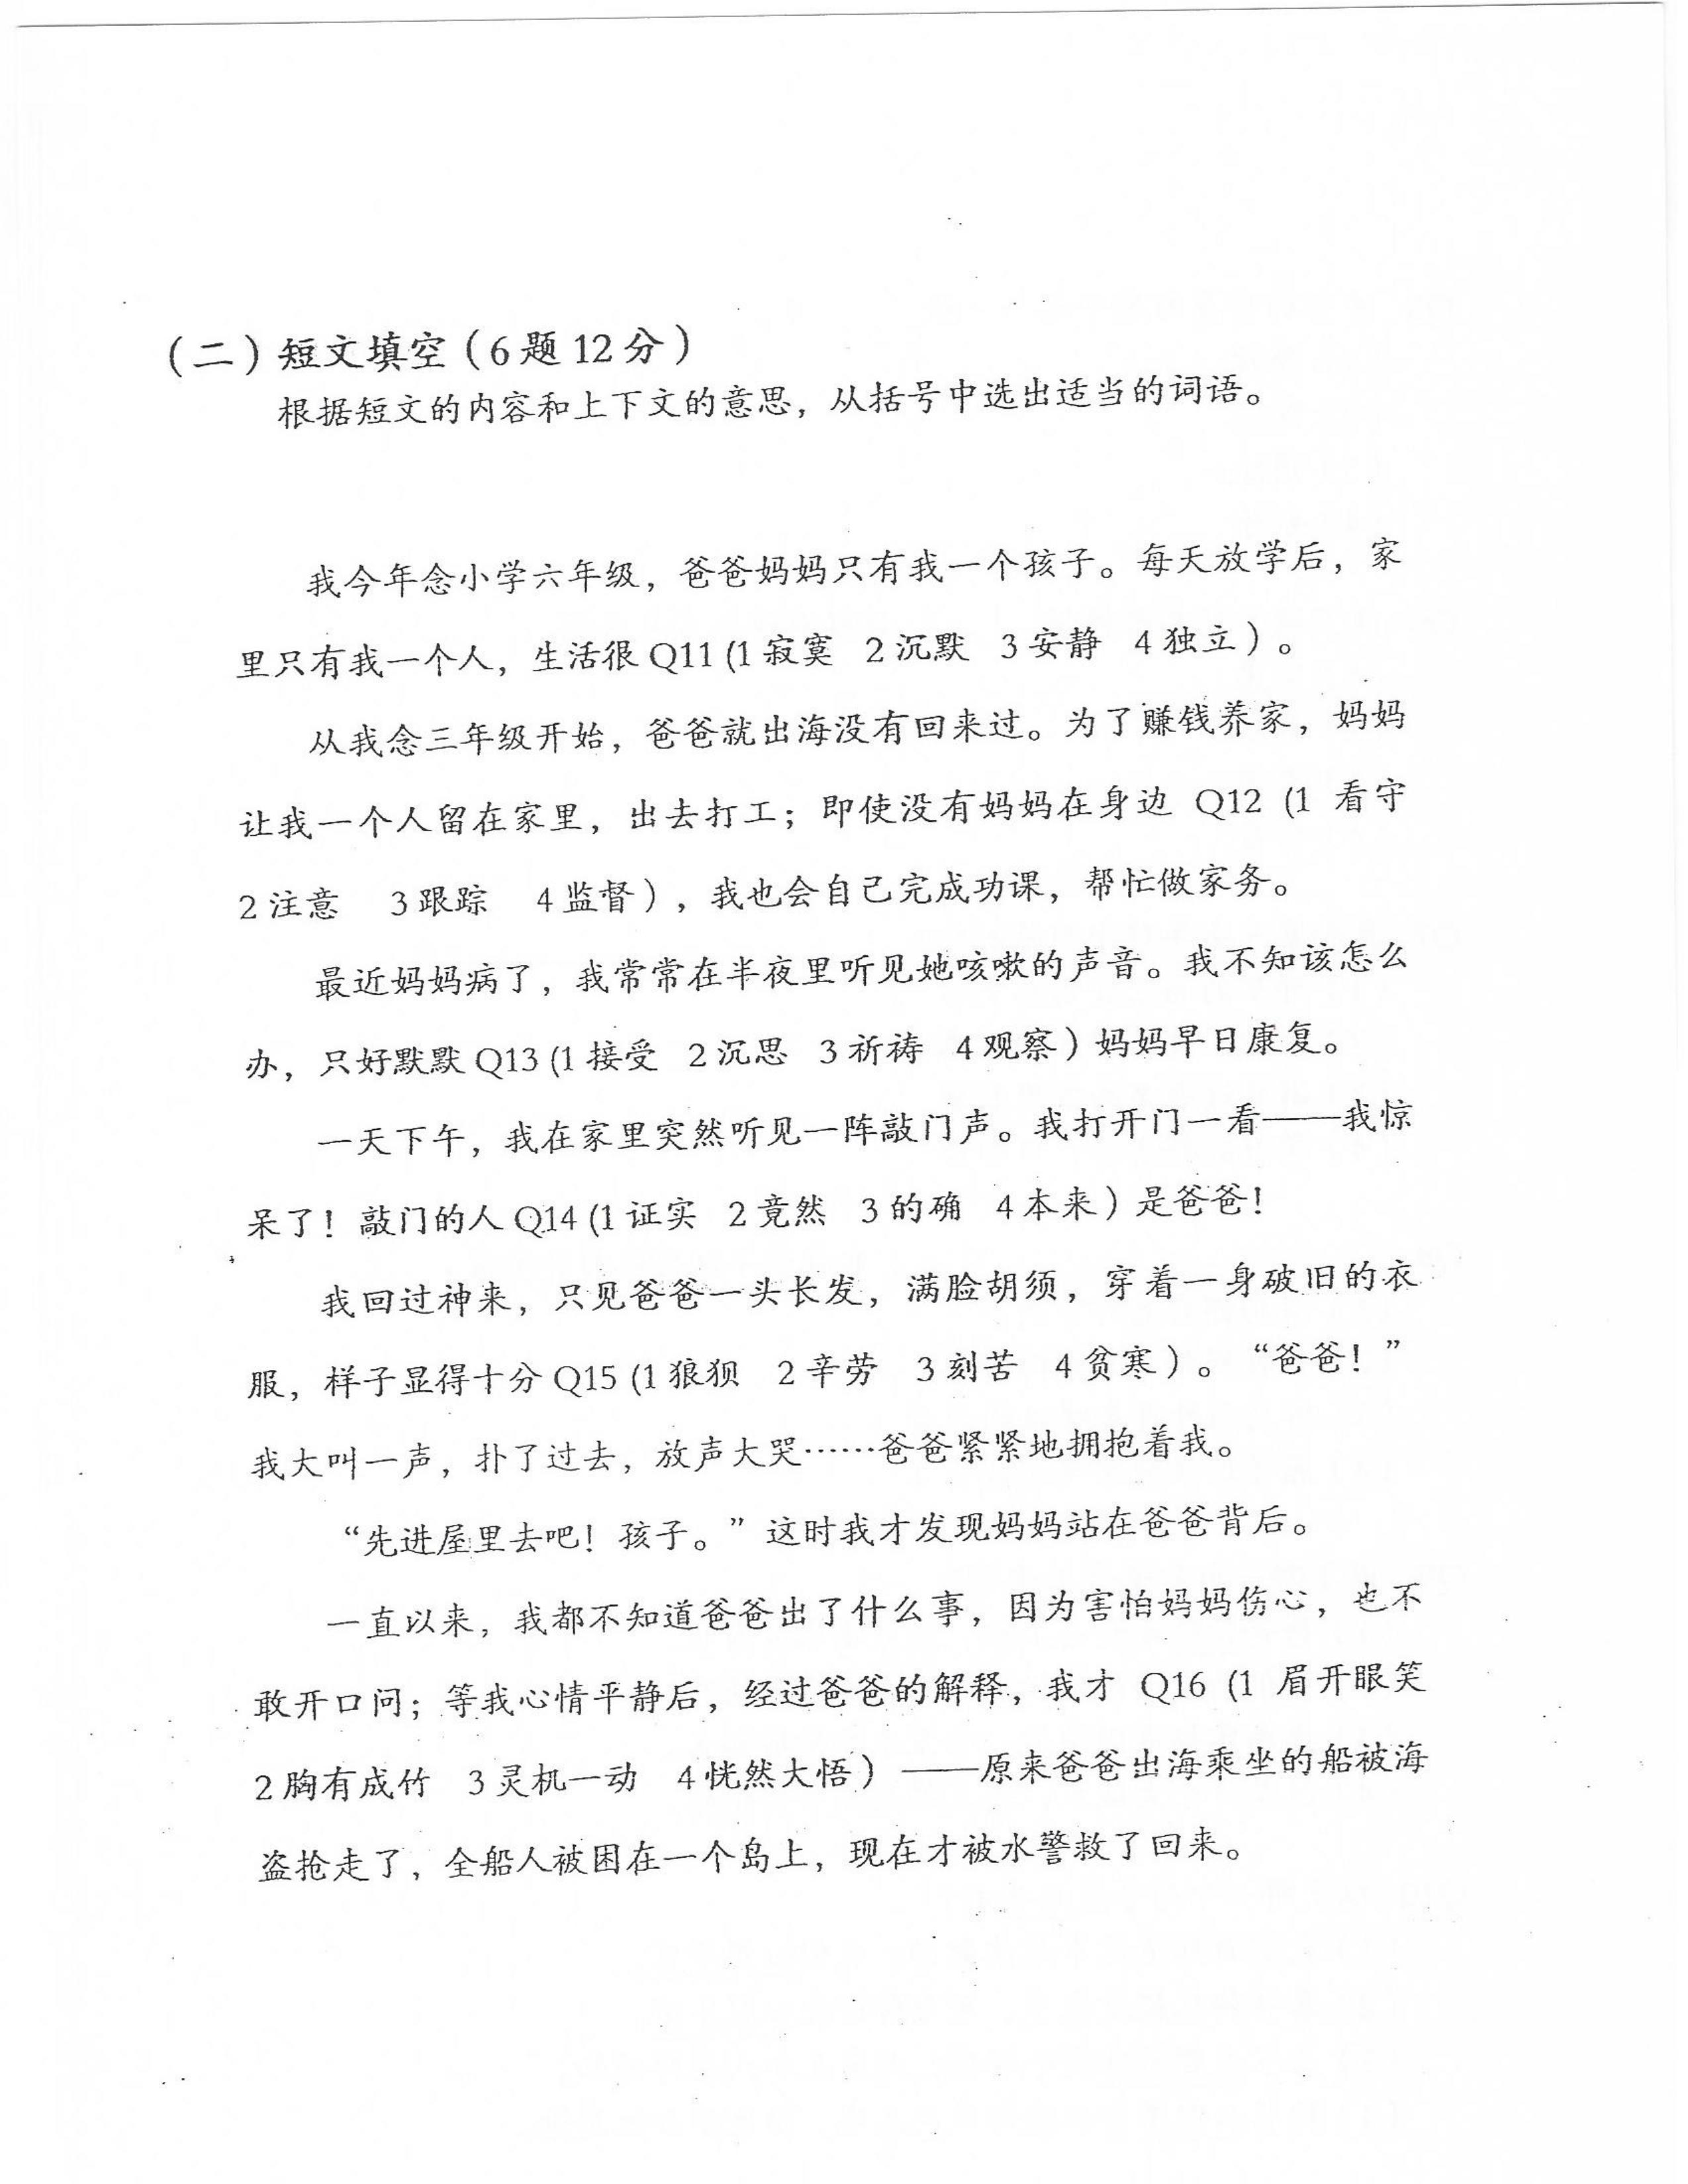 （二）短文填空（6题12分）
根据短文的内容和上下文的意思，从括号中选出适当的词语。
我今年念小学六年级，爸爸妈妈只有我一个孩子。每天放学后，家
里只有我一个人，生活很 Q11 (1 寂寞 2 沉默 3 安静 4 独立）。
从我念三年级开始，爸爸就出海没有回来过。为了赚钱养家，妈妈
让我一个人留在家里，出去打工；即使没有妈妈在身边 Q12 (1 看守
2 注意 3 跟踪 4 监督），我也会自己完成功课，帮忙做家务。
最近妈妈病了，我常常在半夜里听见她咳嗽的声音。我不知该怎么
办，只好默默 Q13 (1 接受 2 沉思 3 祈祷 4 观察）妈妈早日康复。
一天下午，我在家里突然听见一阵敲门声。我打开门一看——我惊
呆了！敲门的人 Q14 (1 证实 2 竟然 3 的确 4 本来）是爸爸！
我回过神来，只见爸爸一头长发，满脸胡须，穿着一身破旧的衣
服，样子显得十分 Q15 (1 狼狈 2 辛劳 3 刻苦 4 贫寒）。“爸爸！”
我大叫一声，扑了过去，放声大哭……爸爸紧紧地拥抱着我。
“先进屋里去吧！孩子。”这时我才发现妈妈站在爸爸背后。
一直以来，我都不知道爸爸出了什么事，因为害怕妈妈伤心，也不
敢开口问；等我心情平静后，经过爸爸的解释，我才 Q16 (1 眉开眼笑
2 胸有成竹 3 灵机一动 4 恍然大悟）——原来爸爸出海乘坐的船被海
盗抢走了，全船人被困在一个岛上，现在才被水警救了回来。